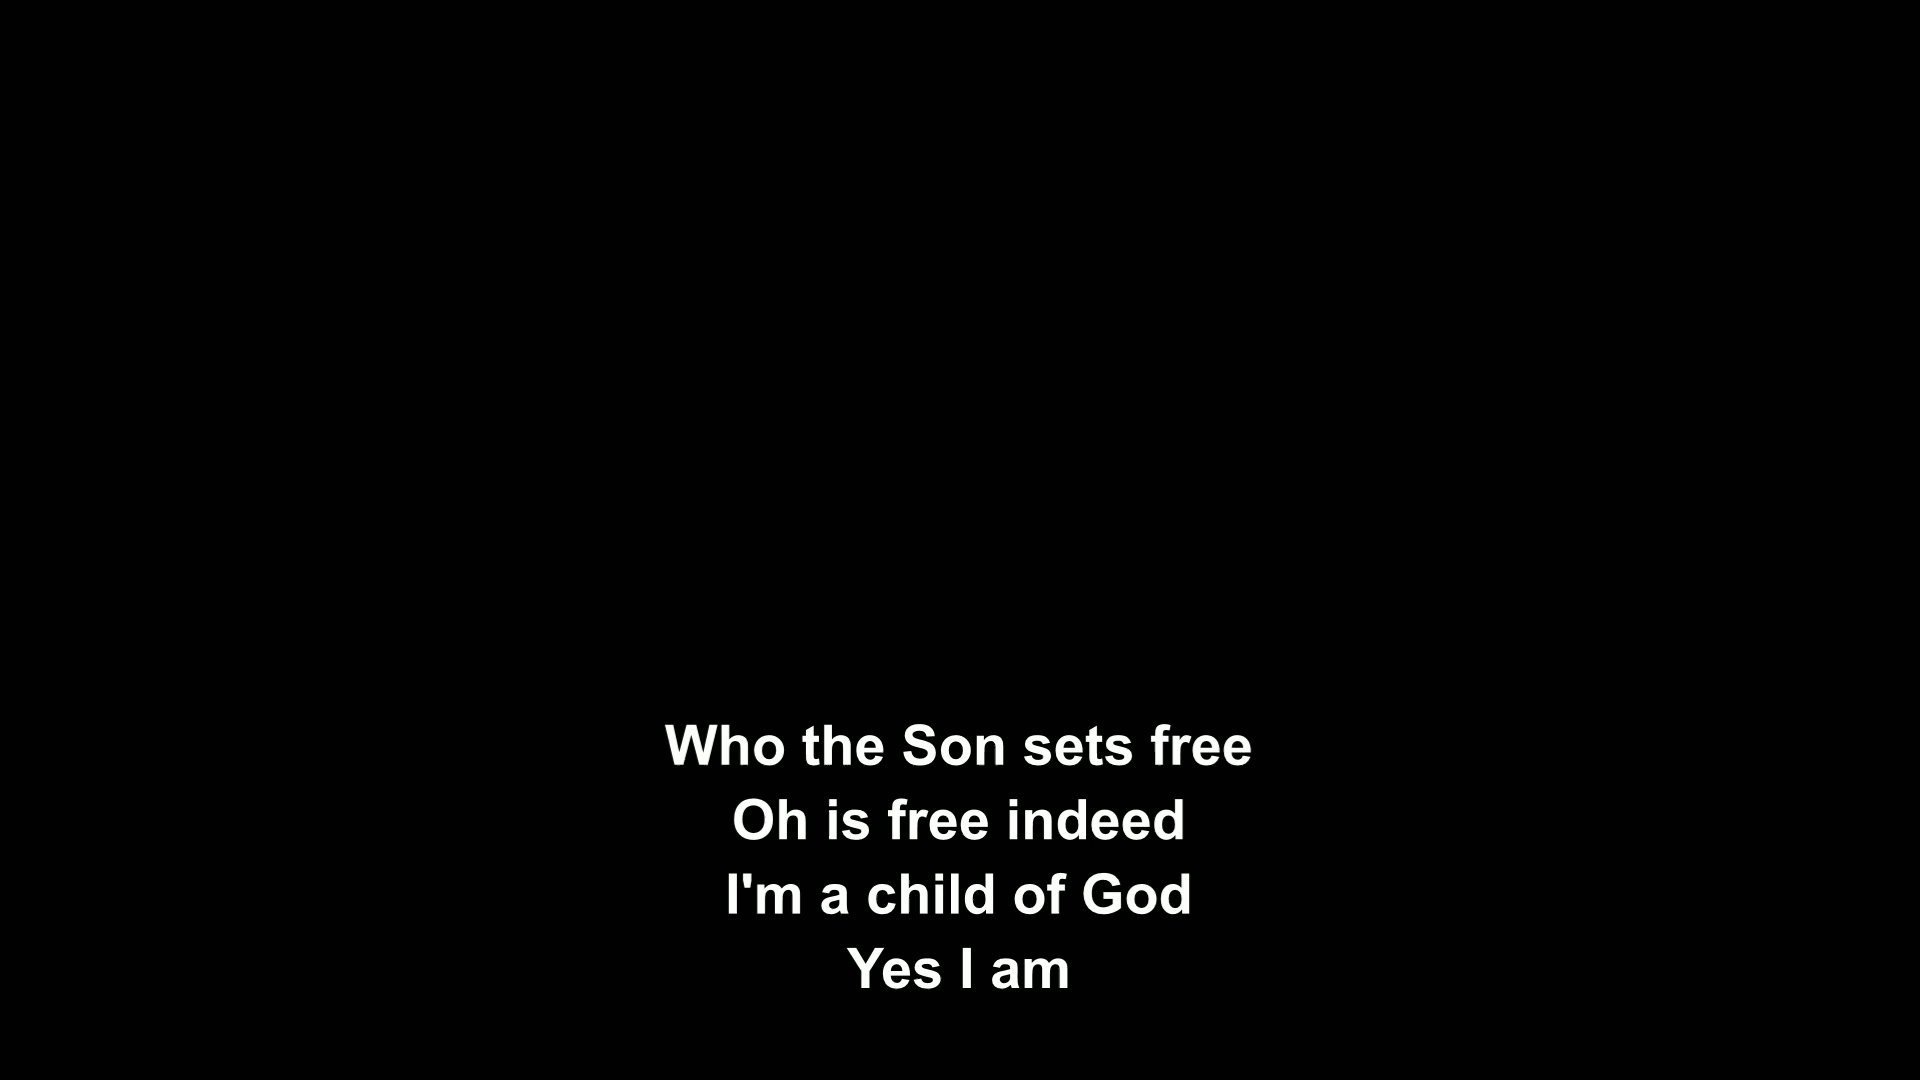 Who the Son sets free
Oh is free indeed
I'm a child of God
Yes I am